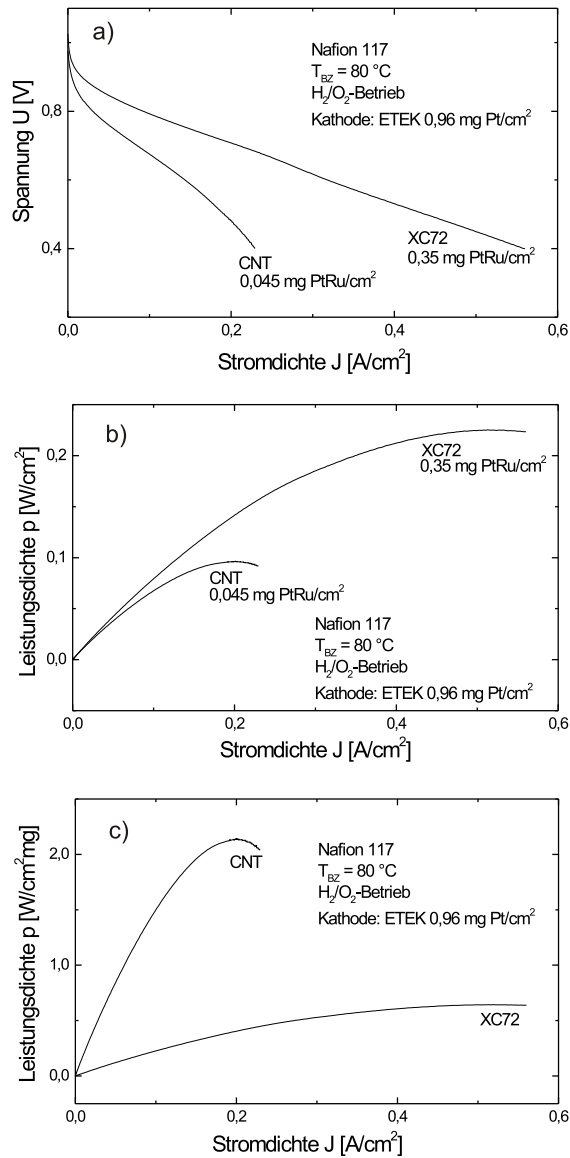 a)
Nafion 117
T_BZ = 80 °C
H₂/O₂-Betrieb
Kathode: ETEK 0,96 mg Pt/cm²
Spannung U [V]
0,8
0,4
XC72
0,35 mg PtRu/cm²
CNT
0,045 mg PtRu/cm²
0,0 0,2 0,4 0,6
Stromdichte J [A/cm²]
b)
Leistungsdichte p [W/cm²]
0,2
0,1
0,0
XC72
0,35 mg PtRu/cm²
CNT
0,045 mg PtRu/cm²
Nafion 117
T_BZ = 80 °C
H₂/O₂-Betrieb
Kathode: ETEK 0,96 mg Pt/cm²
0,0 0,2 0,4 0,6
Stromdichte J [A/cm²]
c)
Leistungsdichte p [W/cm²mg]
2,0
1,0
0,0
CNT
Nafion 117
T_BZ = 80 °C
H₂/O₂-Betrieb
Kathode: ETEK 0,96 mg Pt/cm²
XC72
0,0 0,2 0,4 0,6
Stromdichte J [A/cm²]